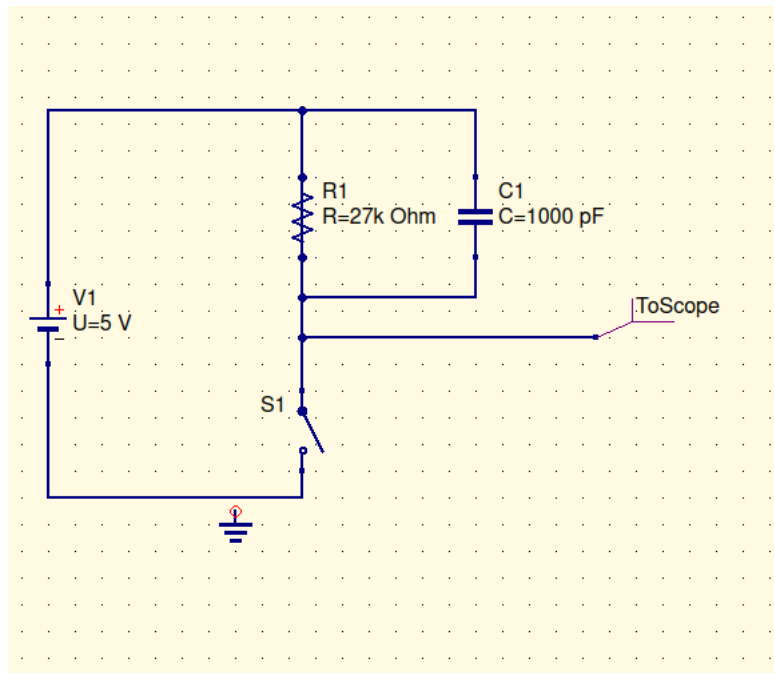 R1
R=27k Ohm
C1
C=1000 pF
V1
U=5 V
ToScope
S1